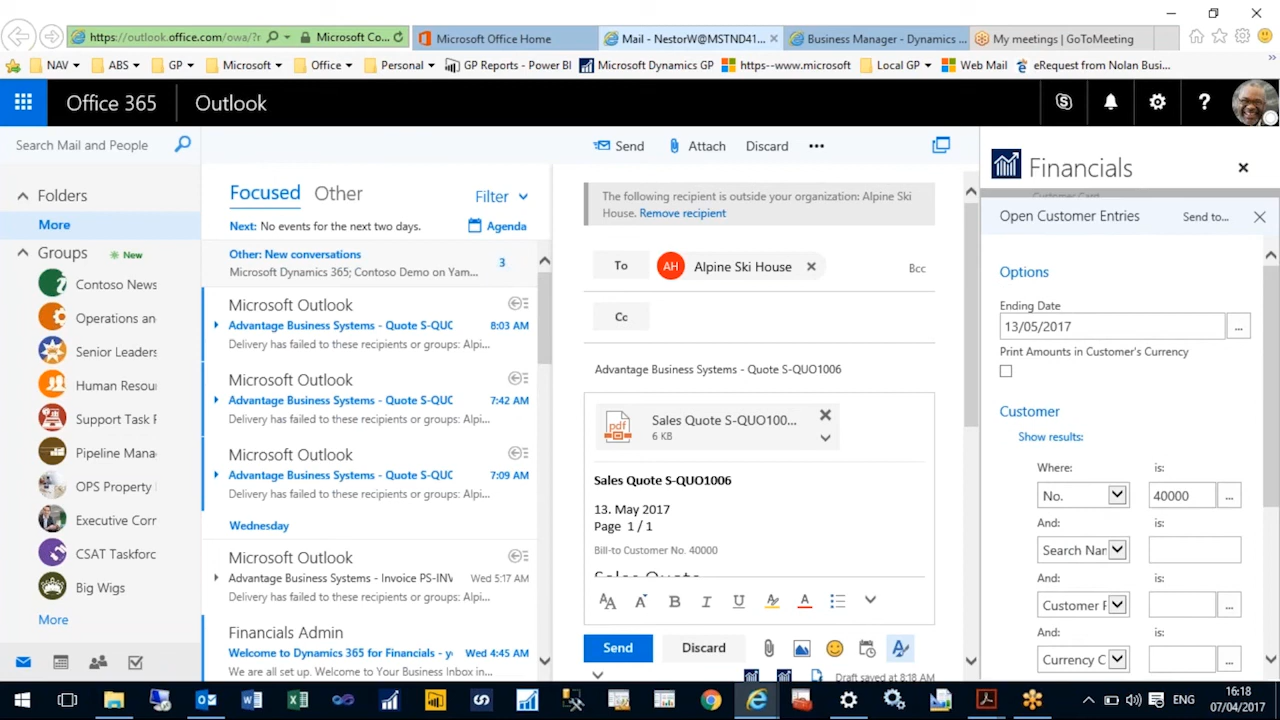 https://outlook.office.com/owa/?r
Microsoft Co...
Microsoft Office Home
Mail - NestorW@MSTND41...
Business Manager - Dynamics ...
My meetings | GoToMeeting
NAV
ABS
GP
Microsoft
Office
Personal
GP Reports - Power BI
Microsoft Dynamics GP
https--www.microsoft
Local GP
Web Mail
eRequest from Nolan Busi...
Office 365
Outlook
Search Mail and People
Folders
More
Groups
New
Contoso News
Operations an
Senior Leaders
Human Resou
Support Task F
Pipeline Mana
OPS Property
Executive Corr
CSAT Taskforc
Big Wigs
More
Focused
Other
Filter
Next: No events for the next two days.
Agenda
Other: New conversations
Microsoft Dynamics 365; Contoso Demo on Yam...
3
Microsoft Outlook
Advantage Business Systems - Quote S-QUC
8:03 AM
Delivery has failed to these recipients or groups: Alpi...
Microsoft Outlook
Advantage Business Systems - Quote S-QUC
7:42 AM
Delivery has failed to these recipients or groups: Alpi...
Microsoft Outlook
Advantage Business Systems - Quote S-QUC
7:09 AM
Delivery has failed to these recipients or groups: Alpi...
Wednesday
Microsoft Outlook
Advantage Business Systems - Invoice PS-INV
Wed 5:17 AM
Delivery has failed to these recipients or groups: Alpi...
Financials Admin
Welcome to Dynamics 365 for Financials - yo
Wed 4:45 AM
We are all set up. Welcome to Your Business Inbox in...
Send
Attach
Discard
The following recipient is outside your organization: Alpine Ski
House. Remove recipient
To
AH
Alpine Ski House
Bcc
Cc
Advantage Business Systems - Quote S-QUO1006
pdf
Sales Quote S-QUO100...
6 KB
Sales Quote S-QUO1006
13. May 2017
Page 1 / 1
Bill-to Customer No. 40000
Sales Quote
Send
Discard
Draft saved at 8:18 AM
Financials
Customer Card
Open Customer Entries
Send to...
Options
Ending Date
13/05/2017
...
Print Amounts in Customer's Currency
Customer
Show results:
Where:
is:
No.
40000
...
And:
is:
Search Nar
And:
is:
Customer F
...
And:
is:
Currency C
...
ENG
16:18
07/04/2017